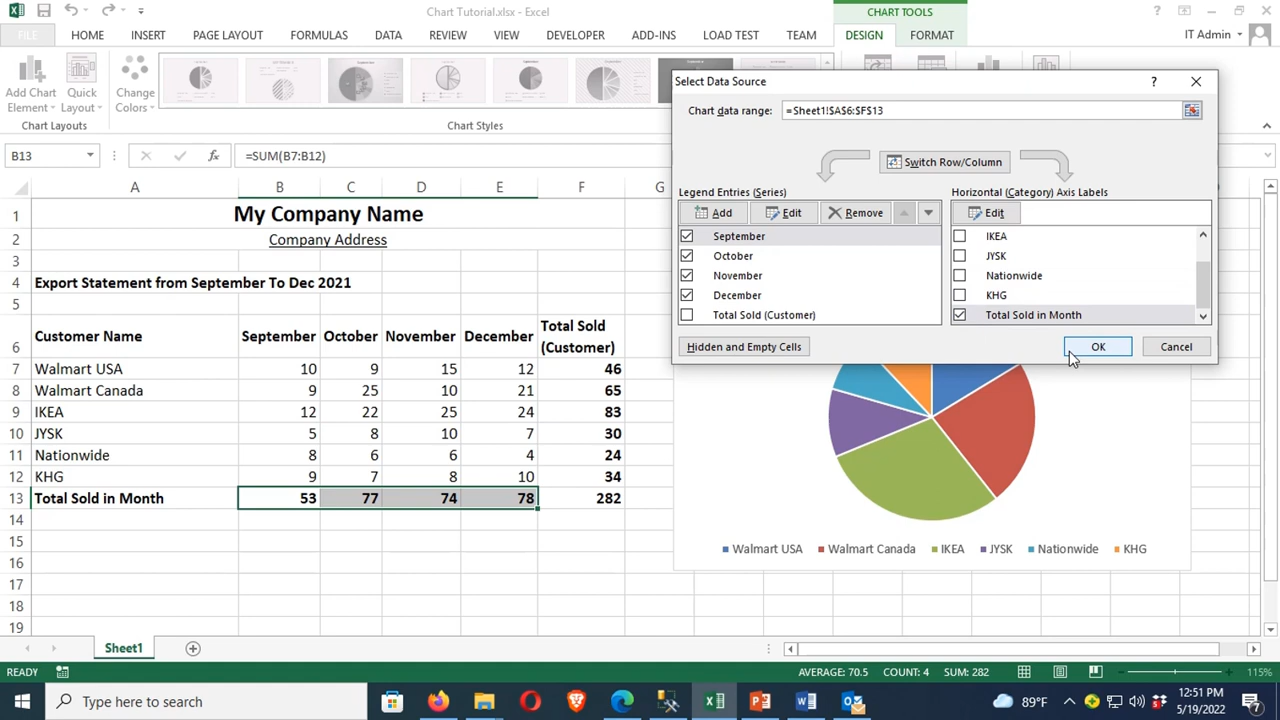 Chart Tutorial.xlsx - Excel
CHART TOOLS
?
FILE HOME INSERT PAGE LAYOUT FORMULAS DATA REVIEW VIEW DEVELOPER ADD-INS LOAD TEST TEAM DESIGN FORMAT IT Admin
Add Chart Element
Quick Layout
Change Colors
Chart Layouts
Chart Styles
Select Data Source
?
Chart data range: =Sheet1!$A$6:$F$13
Switch Row/Column
Legend Entries (Series)
Horizontal (Category) Axis Labels
Add Edit Remove
Edit
September
October
November
December
Total Sold (Customer)
IKEA
JYSK
Nationwide
KHG
Total Sold in Month
Hidden and Empty Cells
OK Cancel
B13 fx =SUM(B7:B12)
A B C D E F G
1 My Company Name
2 Company Address
3
4 Export Statement from September To Dec 2021
5
6 Customer Name September October November December Total Sold (Customer)
7 Walmart USA 10 9 15 12 46
8 Walmart Canada 9 25 10 21 65
9 IKEA 12 22 25 24 83
10 JYSK 5 8 10 7 30
11 Nationwide 8 6 6 4 24
12 KHG 9 7 8 10 34
13 Total Sold in Month 53 77 74 78 282
14
15
16
17
18
19
Walmart USA Walmart Canada IKEA JYSK Nationwide KHG
Sheet1
READY AVERAGE: 70.5 COUNT: 4 SUM: 282 115%
Type here to search
89°F
12:51 PM
5/19/2022
7